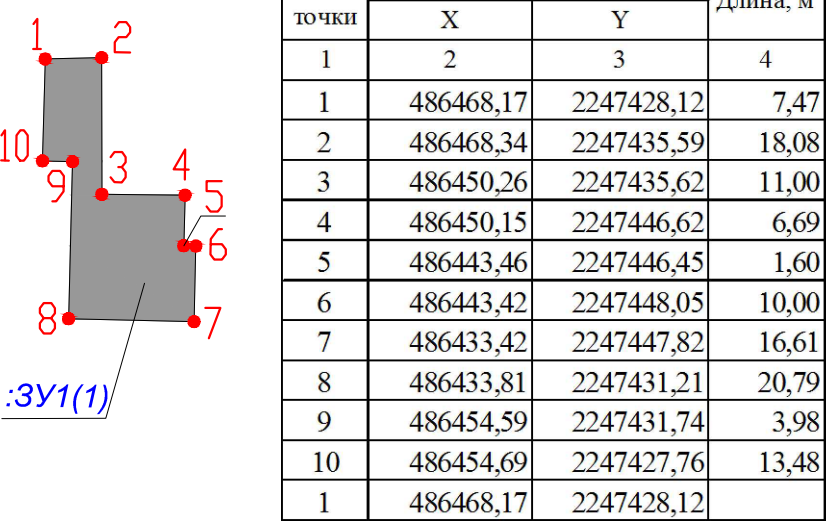 1
2
10
9
3
4
5
6
8
7
:ЗУ1(1)
точки X Y Длина, м
1 2 3 4
1 486468,17 2247428,12 7,47
2 486468,34 2247435,59 18,08
3 486450,26 2247435,62 11,00
4 486450,15 2247446,62 6,69
5 486443,46 2247446,45 1,60
6 486443,42 2247448,05 10,00
7 486433,42 2247447,82 16,61
8 486433,81 2247431,21 20,79
9 486454,59 2247431,74 3,98
10 486454,69 2247427,76 13,48
1 486468,17 2247428,12